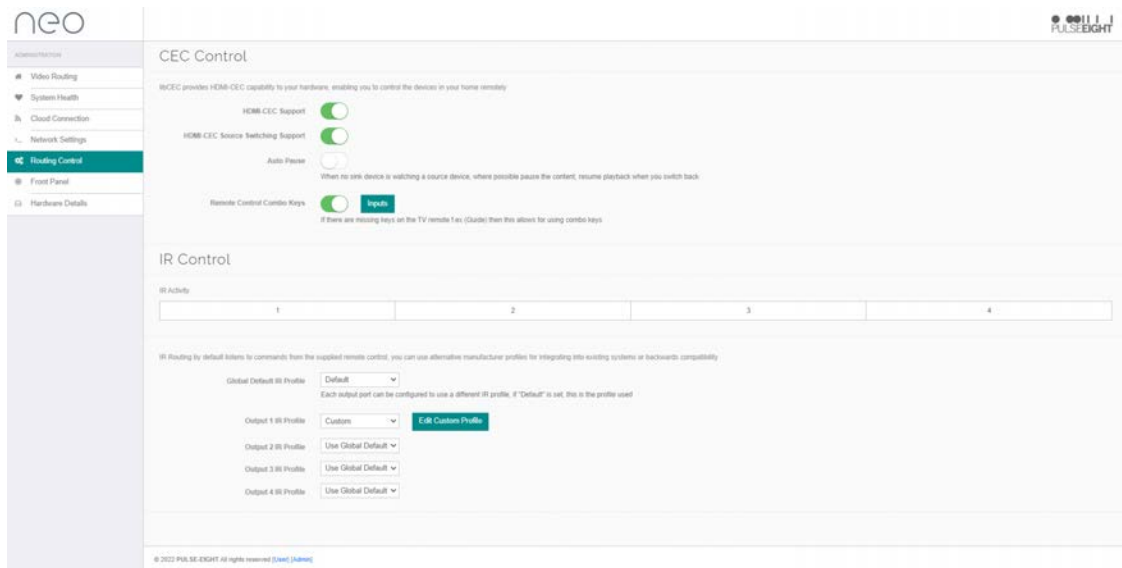 neo
PULSEEIGHT
ADMINISTRATION
Video Routing
System Health
Cloud Connection
Network Settings
Routing Control
Front Panel
Hardware Details
CEC Control
libCEC provides HDMI-CEC capability to your hardware, enabling you to control the devices in your home remotely
HDMI-CEC Support
HDMI-CEC Source Switching Support
Auto Pause
When no sink device is watching a source device, where possible pause the content, resume playback when you switch back
Remote Control Combo Keys Inputs
If there are missing keys on the TV remote f.ex (Guide) then this allows for using combo keys
IR Control
IR Activity
1 2 3 4
IR Routing by default listens to commands from the supplied remote control, you can use alternative manufacturer profiles for integrating into existing systems or backwards compatibility
Global Default IR Profile Default
Each output port can be configured to use a different IR profile, if "Default" is set, this is the profile used
Output 1 IR Profile Custom Edit Custom Profile
Output 2 IR Profile Use Global Default
Output 3 IR Profile Use Global Default
Output 4 IR Profile Use Global Default
© 2022 PULSE-EIGHT All rights reserved [User] [Admin]